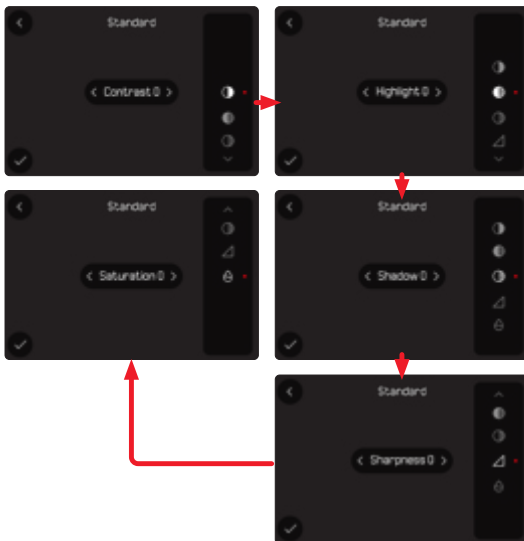 Standard
Contrast 0
Standard
Highlight 0
Standard
Shadow 0
Standard
Sharpness 0
Standard
Saturation 0